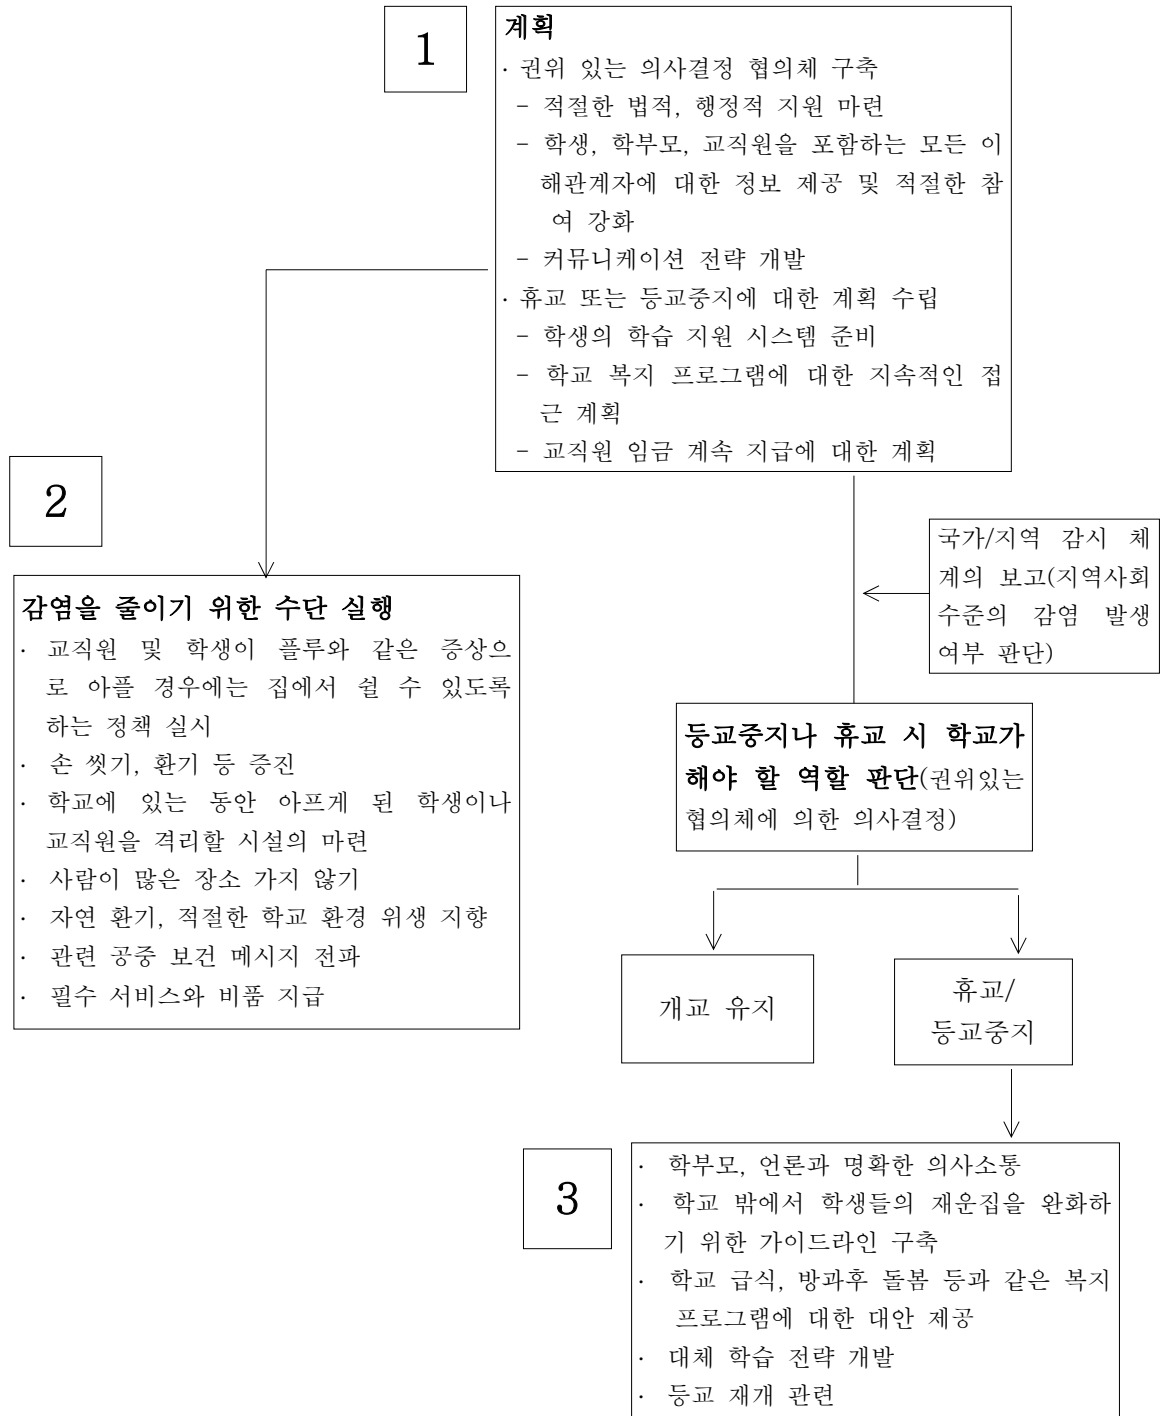 1
계획
· 권위 있는 의사결정 협의체 구축
- 적절한 법적, 행정적 지원 마련
- 학생, 학부모, 교직원을 포함하는 모든 이
해관계자에 대한 정보 제공 및 적절한 참
여 강화
- 커뮤니케이션 전략 개발
· 휴교 또는 등교중지에 대한 계획 수립
- 학생의 학습 지원 시스템 준비
- 학교 복지 프로그램에 대한 지속적인 접
근 계획
- 교직원 임금 계속 지급에 대한 계획
2
감염을 줄이기 위한 수단 실행
· 교직원 및 학생이 플루와 같은 증상으
로 아플 경우에는 집에서 쉴 수 있도록
하는 정책 실시
· 손 씻기, 환기 등 증진
· 학교에 있는 동안 아프게 된 학생이나
교직원을 격리할 시설의 마련
· 사람이 많은 장소 가지 않기
· 자연 환기, 적절한 학교 환경 위생 지향
· 관련 공중 보건 메시지 전파
· 필수 서비스와 비품 지급
국가/지역 감시 체
계의 보고(지역사회
수준의 감염 발생
여부 판단)
등교중지나 휴교 시 학교가
해야 할 역할 판단(권위있는
협의체에 의한 의사결정)
개교 유지
휴교/
등교중지
3
· 학부모, 언론과 명확한 의사소통
· 학교 밖에서 학생들의 재운집을 완화하
기 위한 가이드라인 구축
· 학교 급식, 방과후 돌봄 등과 같은 복지
프로그램에 대한 대안 제공
· 대체 학습 전략 개발
· 등교 재개 관련